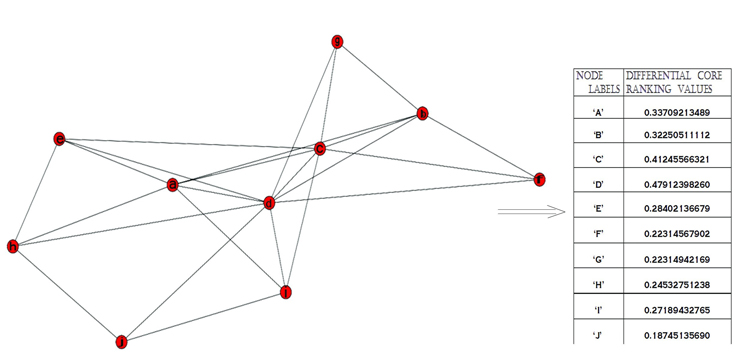 g
b
c
e
a
f
d
h
i
j
NODE LABELS DIFFERENTIAL CORE RANKING VALUES
'A' 0.33709213489
'B' 0.32250511112
'C' 0.41245566321
'D' 0.47912398260
'E' 0.28402136679
'F' 0.22314567902
'G' 0.22314942169
'H' 0.24532751238
'I' 0.27189432765
'J' 0.18745135690